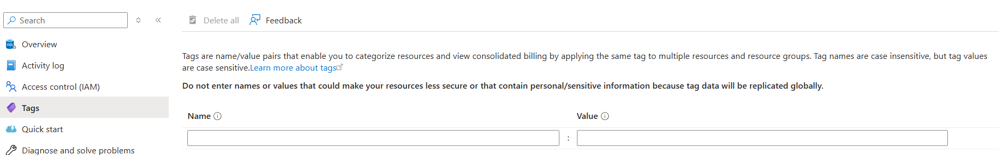 Search
Delete all
Feedback
Overview
Activity log
Access control (IAM)
Tags
Quick start
Diagnose and solve problems
Tags are name/value pairs that enable you to categorize resources and view consolidated billing by applying the same tag to multiple resources and resource groups. Tag names are case insensitive, but tag values
are case sensitive.Learn more about tags
Do not enter names or values that could make your resources less secure or that contain personal/sensitive information because tag data will be replicated globally.
Name
Value
: